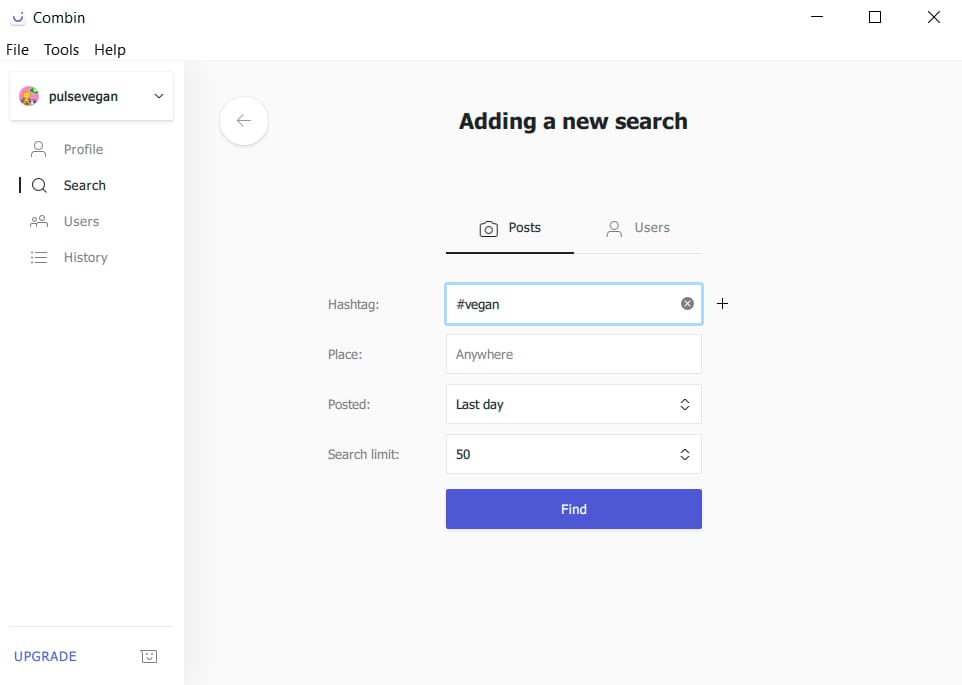 Combin
File Tools Help
pulsevegan
Profile
Search
Users
History
UPGRADE
Adding a new search
Posts Users
Hashtag: #vegan
Place: Anywhere
Posted: Last day
Search limit: 50
Find